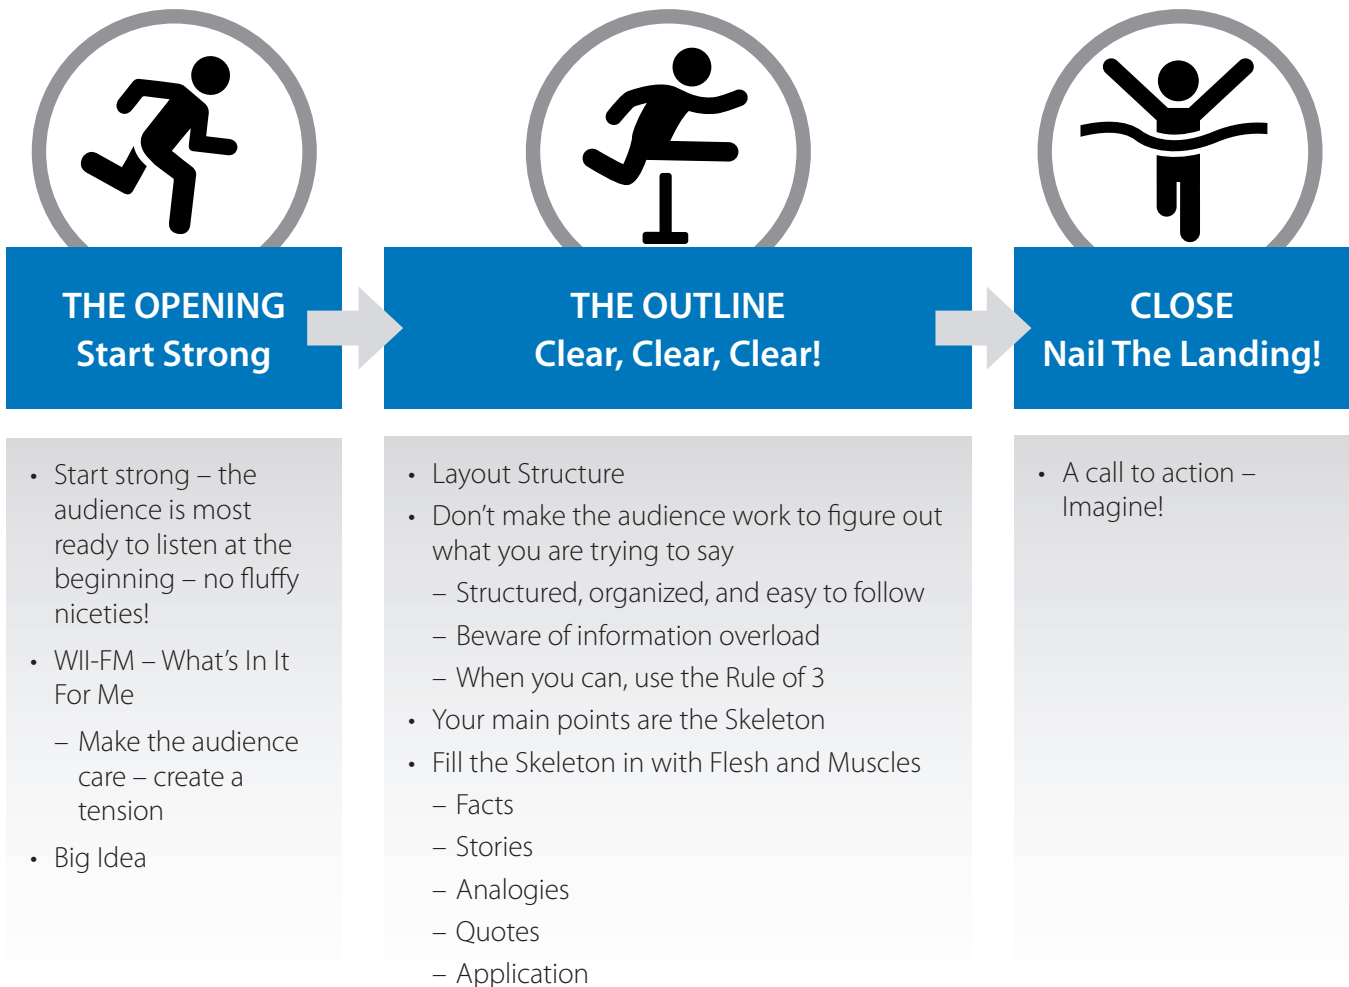 THE OPENING
Start Strong
• Start strong – the
audience is most
ready to listen at the
beginning – no fluffy
niceties!
• WII-FM – What’s In It
For Me
– Make the audience
care – create a
tension
• Big Idea
THE OUTLINE
Clear, Clear, Clear!
• Layout Structure
• Don’t make the audience work to figure out
what you are trying to say
– Structured, organized, and easy to follow
– Beware of information overload
– When you can, use the Rule of 3
• Your main points are the Skeleton
• Fill the Skeleton in with Flesh and Muscles
– Facts
– Stories
– Analogies
– Quotes
– Application
CLOSE
Nail The Landing!
• A call to action –
Imagine!